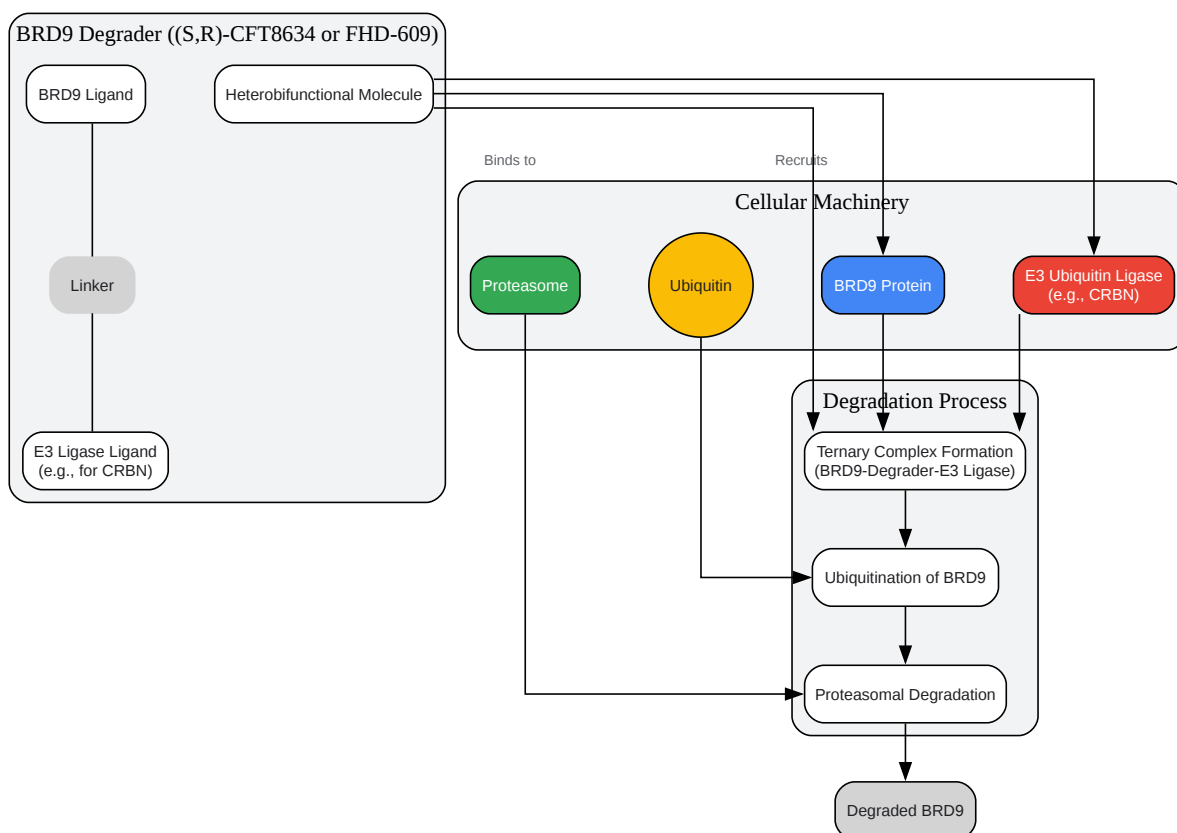 BRD9 Degrader ((S,R)-CFT8634 or FHD-609)
BRD9 Ligand
Heterobifunctional Molecule
Binds to
Recruits
Cellular Machinery
Linker
Proteasome
Ubiquitin
BRD9 Protein
E3 Ubiquitin Ligase
(e.g., CRBN)
Degradation Process
E3 Ligase Ligand
(e.g., for CRBN)
Ternary Complex Formation
(BRD9-Degrader-E3 Ligase)
Ubiquitination of BRD9
Proteasomal Degradation
Degraded BRD9